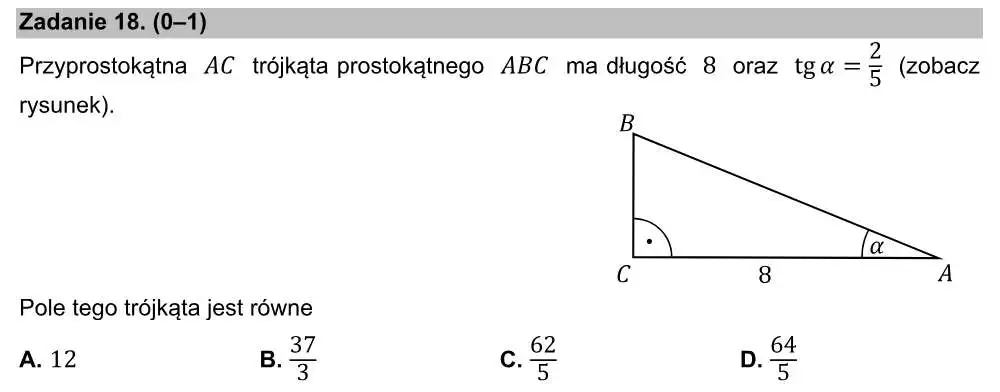 Zadanie 18. (0–1)
Przyprostokątna AC trójkąta prostokątnego ABC ma długość 8 oraz tg α = 2/5 (zobacz
rysunek).
B
α
C
8
A
Pole tego trójkąta jest równe
A. 12 B. 37/3 C. 62/5 D. 64/5